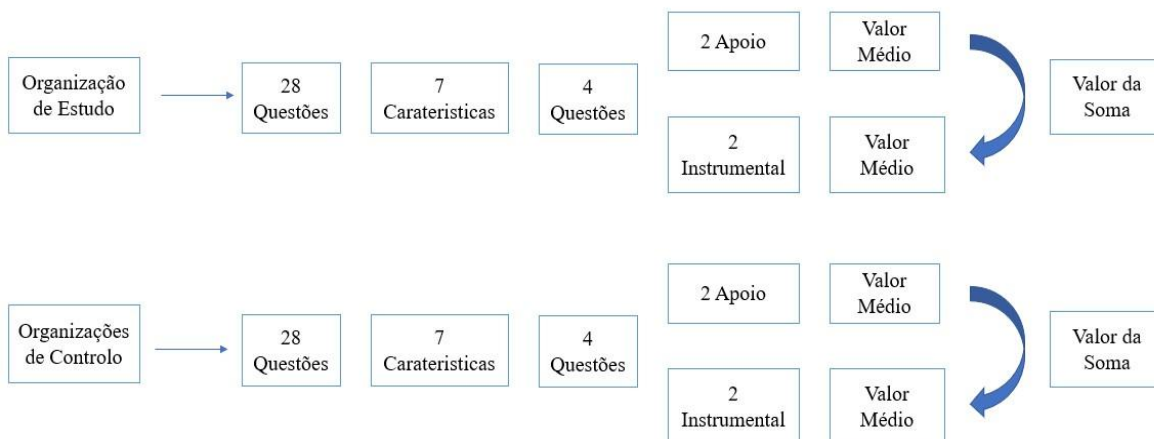 Organização
de Estudo
28
Questões
7
Carateristicas
4
Questões
2 Apoio
Valor
Médio
2
Instrumental
Valor
Médio
Valor da
Soma
Organizações
de Controlo
28
Questões
7
Carateristicas
4
Questões
2 Apoio
Valor
Médio
2
Instrumental
Valor
Médio
Valor da
Soma